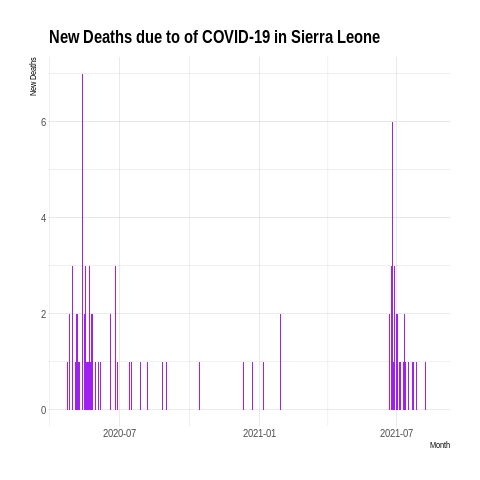 New Deaths due to of COVID-19 in Sierra Leone
New Deaths
6
4
2
0
2020-07
2021-01
2021-07
Month